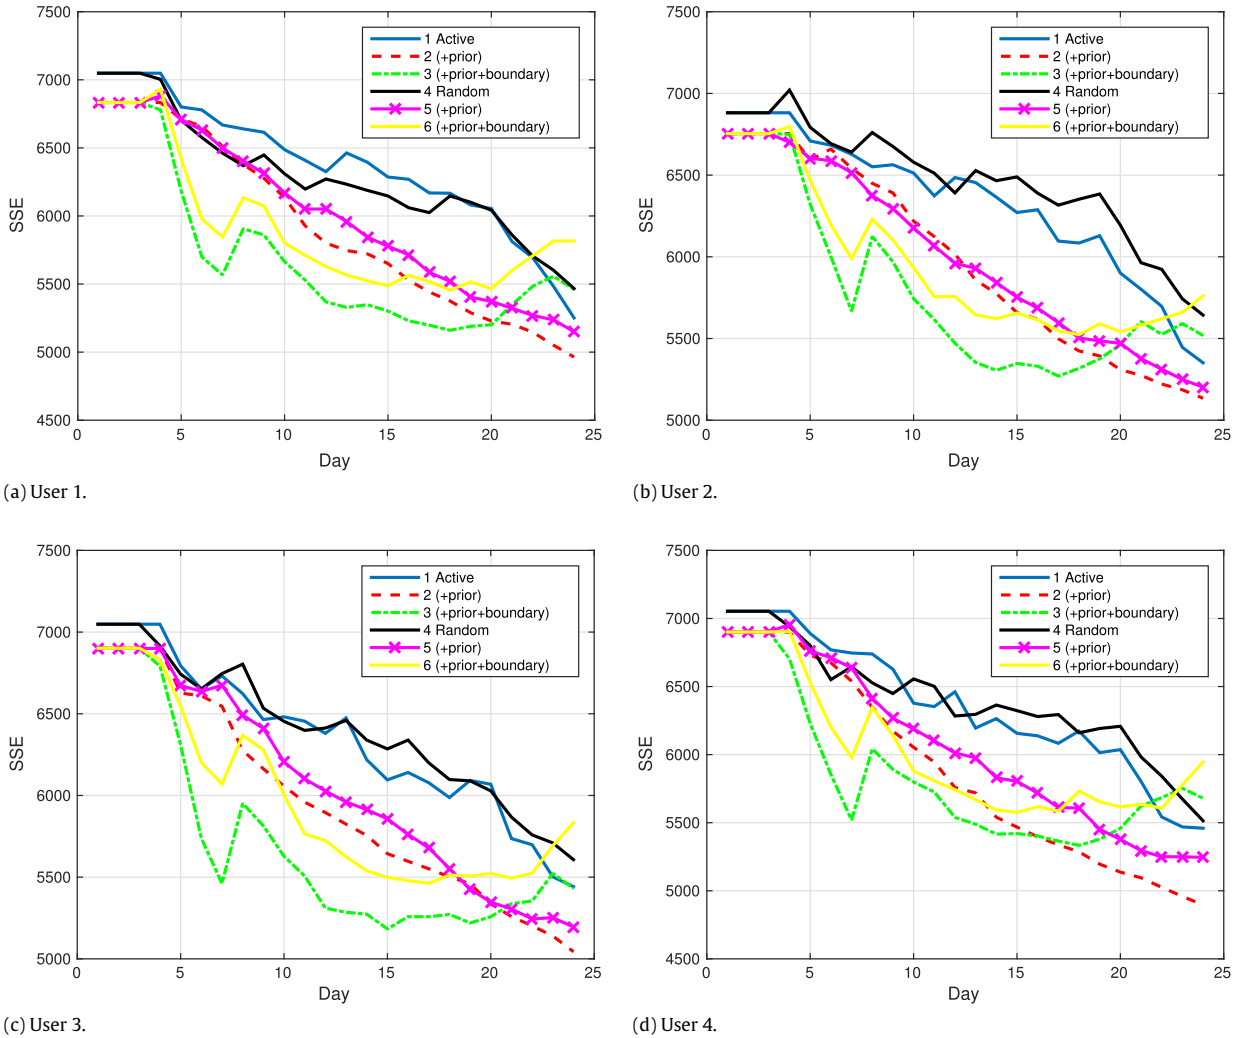 7500
7000
6500
6000
5500
5000
4500
SSE
0 5 10 15 20 25
Day
1 Active
2 (+prior)
3 (+prior+boundary)
4 Random
5 (+prior)
6 (+prior+boundary)
(a) User 1.
7500
7000
6500
6000
5500
5000
SSE
0 5 10 15 20 25
Day
1 Active
2 (+prior)
3 (+prior+boundary)
4 Random
5 (+prior)
6 (+prior+boundary)
(b) User 2.
7500
7000
6500
6000
5500
5000
SSE
0 5 10 15 20 25
Day
1 Active
2 (+prior)
3 (+prior+boundary)
4 Random
5 (+prior)
6 (+prior+boundary)
(c) User 3.
7500
7000
6500
6000
5500
5000
4500
SSE
0 5 10 15 20 25
Day
1 Active
2 (+prior)
3 (+prior+boundary)
4 Random
5 (+prior)
6 (+prior+boundary)
(d) User 4.